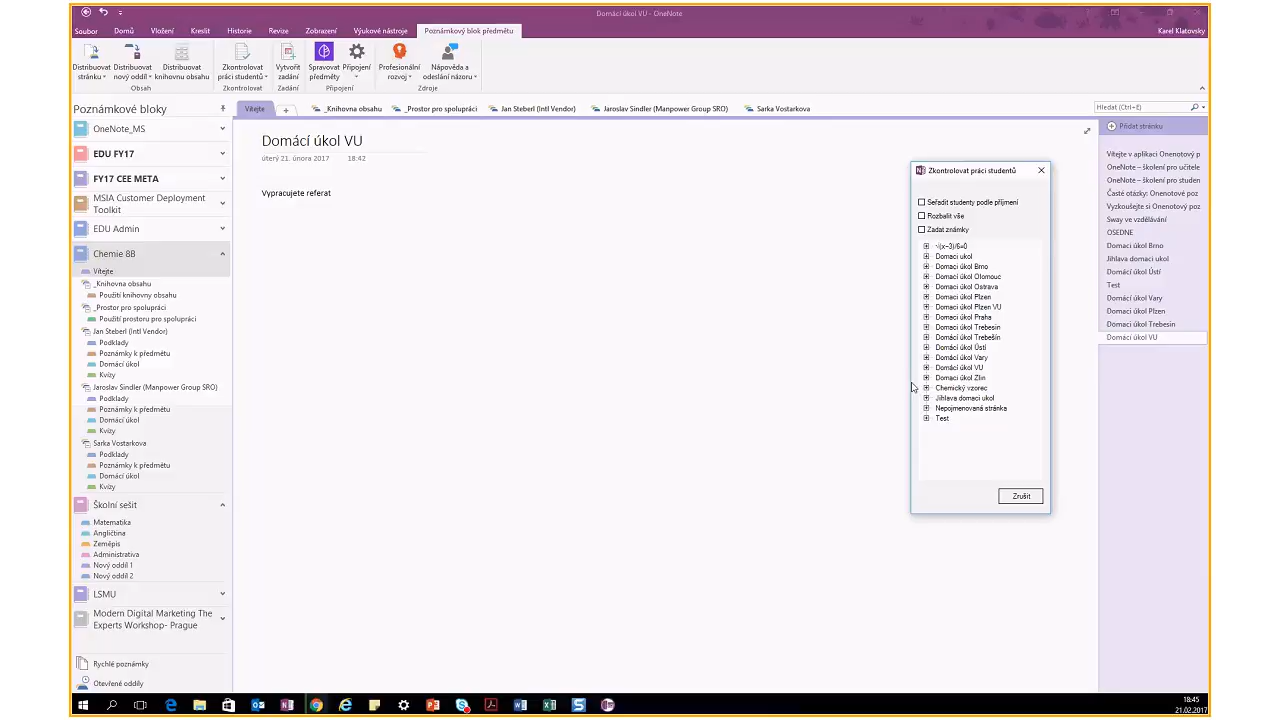 Domácí úkol VU - OneNote
Soubor Domů Vložení Kreslit Historie Revize Zobrazení Výukové nástroje Poznámkový blok předmětu
Karel Klatovsky
Distribuovat stránku
Distribuovat nový oddíl
Distribuovat knihovnu obsahu
Zkontrolovat práci studentů
Vytvořit zadání
Spravovat předměty
Připojení
Profesionální rozvoj
Nápověda a odeslání názoru
Obsah
Zkontrolovat
Zadání
Připojení
Zdroje
Poznámkové bloky
OneNote_MS
EDU FY17
FY17 CEE META
MSIA Customer Deployment
Toolkit
EDU Admin
Chemie 8B
Vítejte
_Knihovna obsahu
Použití knihovny obsahu
_Prostor pro spolupráci
Použití prostoru pro spolupráci
Jan Steberl (Intl Vendor)
Podklady
Poznámky k předmětu
Domácí úkol
Kvízy
Jaroslav Sindler (Manpower Group SRO)
Podklady
Poznámky k předmětu
Domácí úkol
Kvízy
Sarka Vostarkova
Podklady
Poznámky k předmětu
Domácí úkol
Kvízy
Školní sešit
Matematika
Angličtina
Zeměpis
Administrativa
Nový oddíl 1
Nový oddíl 2
LSMU
Modern Digital Marketing The
Experts Workshop- Prague
Rychlé poznámky
Otevřené oddíly
Vítejte
_Knihovna obsahu
_Prostor pro spolupráci
Jan Steberl (Intl Vendor)
Jaroslav Sindler (Manpower Group SRO)
Sarka Vostarkova
Hledat (Ctrl+E)
Domácí úkol VU
úterý 21. února 2017 18:42
Vypracujete referat
Zkontrolovat práci studentů
Seřadit studenty podle příjmení
Rozbalit vše
Zadat známky
√(x−3)/6=0
Domaci ukol
Domací úkol Brno
Domací úkol Olomouc
Domací úkol Ostrava
Domací úkol Plzen
Domací úkol Plzen VU
Domací úkol Praha
Domací úkol Trebesin
Domácí úkol Trebešín
Domácí úkol Ústí
Domácí úkol Vary
Domácí úkol VU
Domací úkol Zlín
Chemický vzorec
Jihlava domaci ukol
Nepojmenovaná stránka
Test
Zrušit
Přidat stránku
Vítejte v aplikaci Onenotový p
OneNote – školení pro učitele
OneNote – školení pro studen
Časté otázky: Onenotové poz
Vyzkoušejte si Onenotový poz
Sway ve vzdělávání
OSEDNE
Domaci úkol Brno
Jihlava domaci ukol
Domácí úkol Ústí
Test
Domácí úkol Vary
Domaci úkol Plzen
Domácí úkol Trebesin
Domácí úkol VU
18:45
21.02.2017